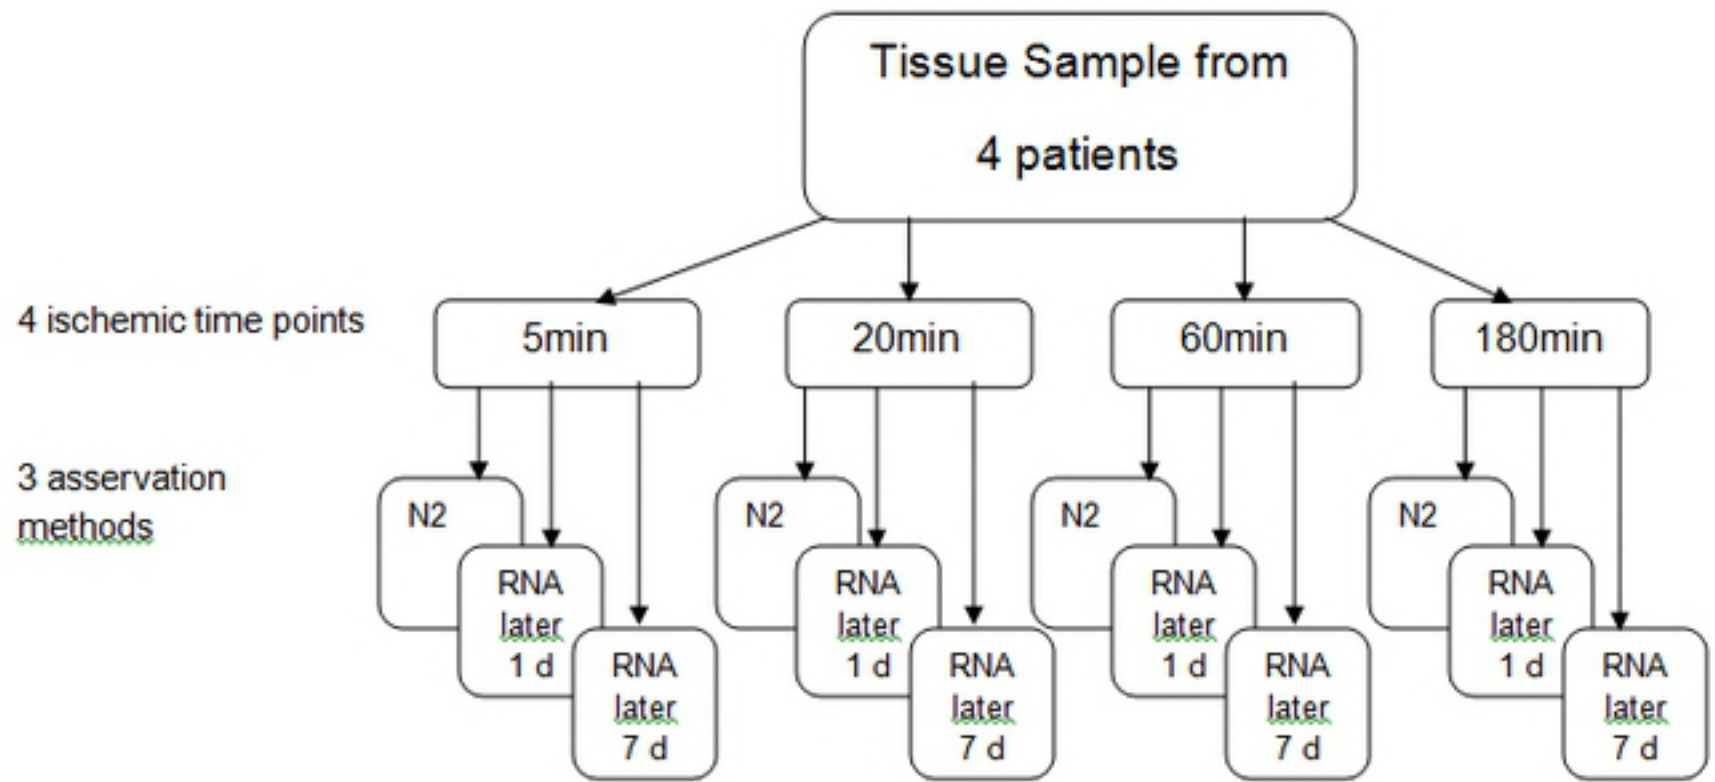 Tissue Sample from
4 patients
4 ischemic time points
5min
20min
60min
180min
3 asservation
methods
N2
RNA
later
1 d
RNA
later
7 d
N2
RNA
later
1 d
RNA
later
7 d
N2
RNA
later
1 d
RNA
later
7 d
N2
RNA
later
1 d
RNA
later
7 d